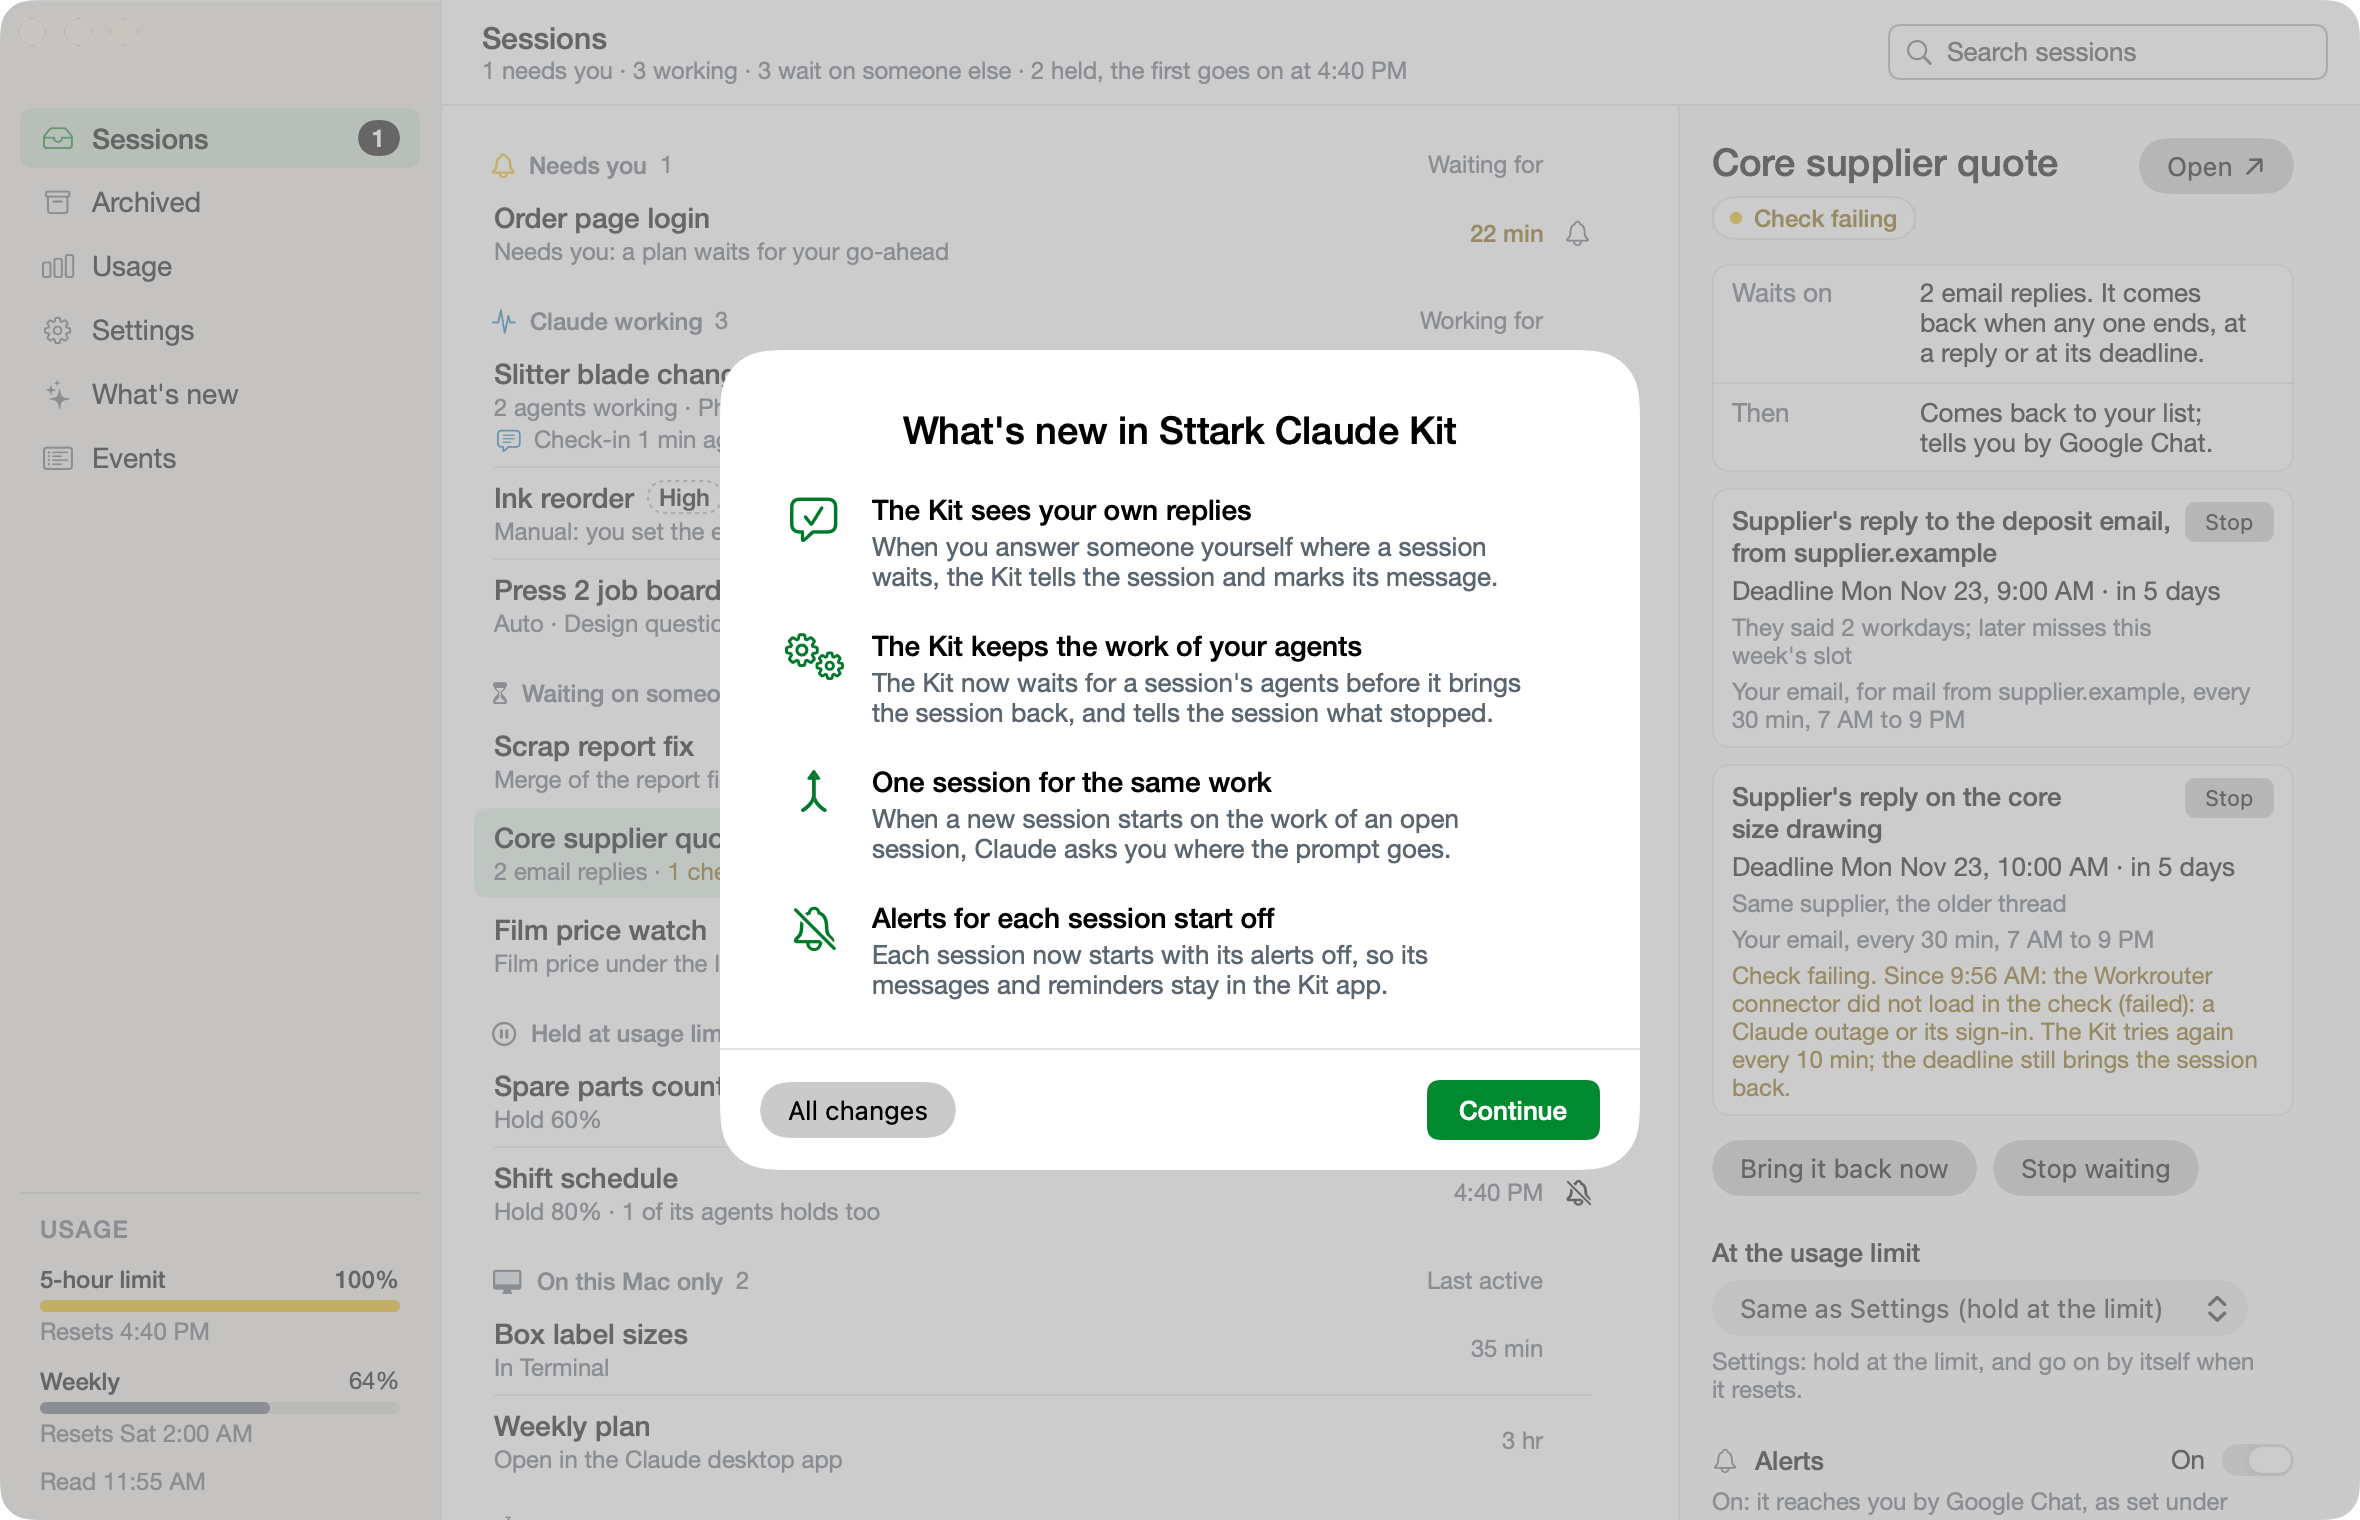 Sessions
1 needs you · 3 working · 3 wait on someone else · 2 held, the first goes on at 4:40 PM
Search sessions
Sessions
1
Archived
Usage
Settings
What's new
Events
USAGE
5-hour limit
100%
Resets 4:40 PM
Weekly
64%
Resets Sat 2:00 AM
Read 11:55 AM
Needs you 1
Waiting for
Order page login
Needs you: a plan waits for your go-ahead
22 min
Claude working 3
Working for
Slitter blade chang
2 agents working · Ph
Check-in 1 min ag
Ink reorder
High
Manual: you set the e
Press 2 job board
Auto · Design questio
Waiting on someo
Scrap report fix
Merge of the report fi
Core supplier quo
2 email replies · 1 che
Film price watch
Film price under the l
Held at usage lim
Spare parts count
Hold 60%
Shift schedule
Hold 80% · 1 of its agents holds too
4:40 PM
On this Mac only 2
Last active
Box label sizes
In Terminal
35 min
Weekly plan
Open in the Claude desktop app
3 hr
What's new in Sttark Claude Kit
The Kit sees your own replies
When you answer someone yourself where a session
waits, the Kit tells the session and marks its message.
The Kit keeps the work of your agents
The Kit now waits for a session's agents before it brings
the session back, and tells the session what stopped.
One session for the same work
When a new session starts on the work of an open
session, Claude asks you where the prompt goes.
Alerts for each session start off
Each session now starts with its alerts off, so its
messages and reminders stay in the Kit app.
All changes
Continue
Core supplier quote
Open
Check failing
Waits on
2 email replies. It comes
back when any one ends, at
a reply or at its deadline.
Then
Comes back to your list;
tells you by Google Chat.
Supplier's reply to the deposit email,
from supplier.example
Stop
Deadline Mon Nov 23, 9:00 AM · in 5 days
They said 2 workdays; later misses this
week's slot
Your email, for mail from supplier.example, every
30 min, 7 AM to 9 PM
Supplier's reply on the core
size drawing
Stop
Deadline Mon Nov 23, 10:00 AM · in 5 days
Same supplier, the older thread
Your email, every 30 min, 7 AM to 9 PM
Check failing. Since 9:56 AM: the Workrouter
connector did not load in the check (failed): a
Claude outage or its sign-in. The Kit tries again
every 10 min; the deadline still brings the session
back.
Bring it back now
Stop waiting
At the usage limit
Same as Settings (hold at the limit)
Settings: hold at the limit, and go on by itself when
it resets.
Alerts
On
On: it reaches you by Google Chat, as set under